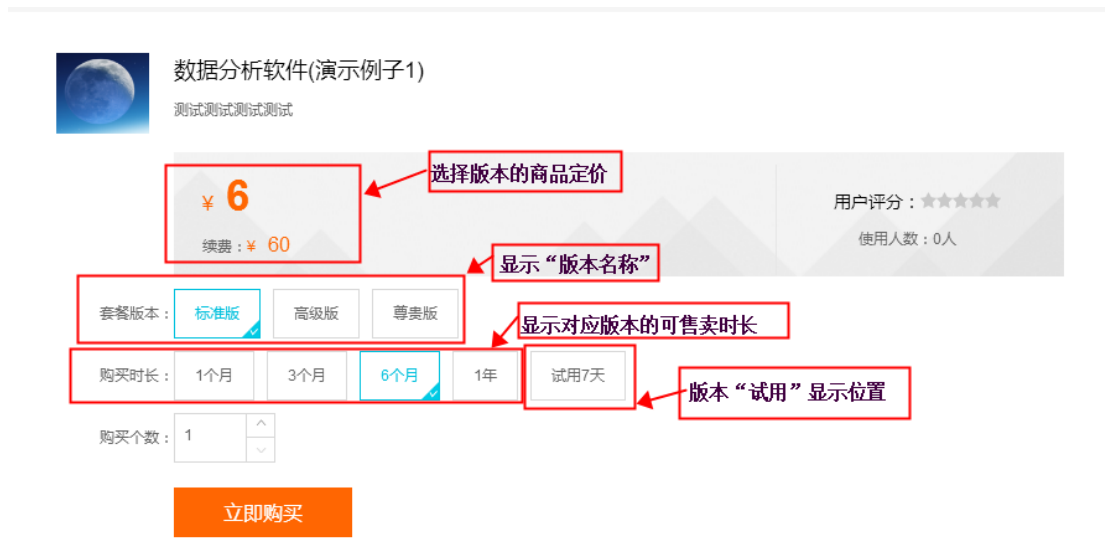 数据分析软件(演示例子1)
测试测试测试测试
选择版本的商品定价
¥ 6
续费：¥ 60
用户评分：
使用人数：0人
显示“版本名称”
套餐版本： 标准版 高级版 尊贵版
显示对应版本的可售卖时长
购买时长： 1个月 3个月 6个月 1年 试用7天
版本“试用”显示位置
购买个数： 1
立即购买